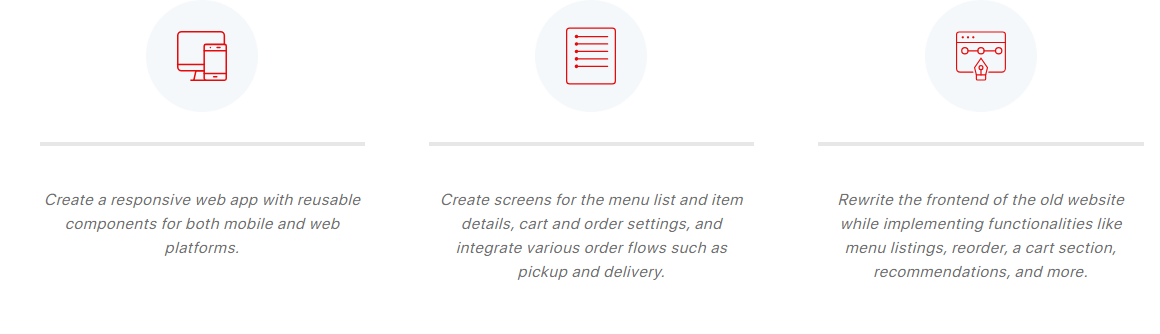 Create a responsive web app with reusable
components for both mobile and web
platforms.
Create screens for the menu list and item
details, cart and order settings, and
integrate various order flows such as
pickup and delivery.
Rewrite the frontend of the old website
while implementing functionalities like
menu listings, reorder, a cart section,
recommendations, and more.